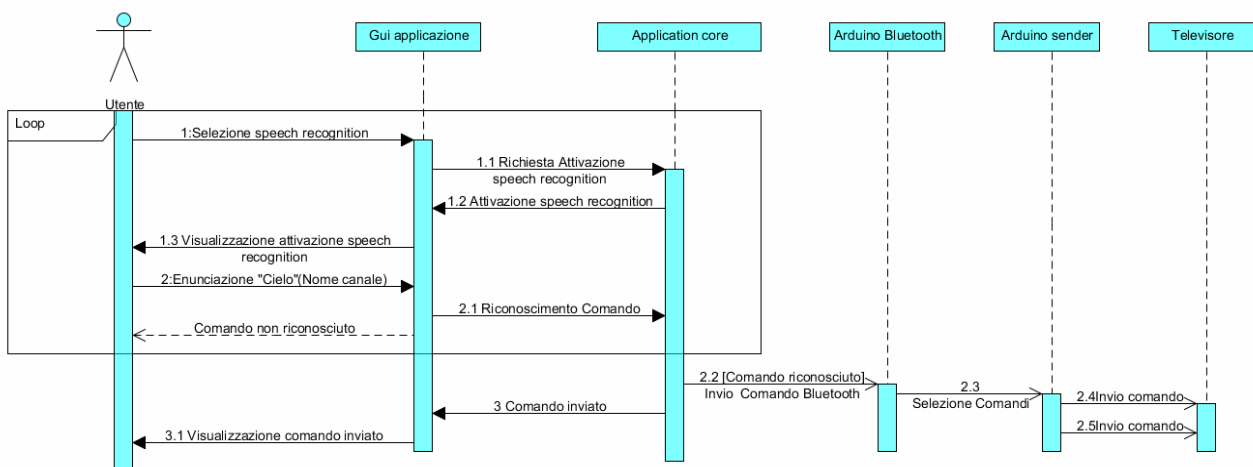 Gui applicazione
Application core
Arduino Bluetooth
Arduino sender
Televisore
Utente
Loop
1:Selezione speech recognition
1.1 Richiesta Attivazione
speech recognition
1.2 Attivazione speech recognition
1.3 Visualizzazione attivazione speech
recognition
2:Enunciazione "Cielo"(Nome canale)
2.1 Riconoscimento Comando
Comando non riconosciuto
2.2 [Comando riconosciuto]
Invio Comando Bluetooth
2.3
Selezione Comandi
2.4Invio comando
3 Comando inviato
2.5Invio comando
3.1 Visualizzazione comando inviato